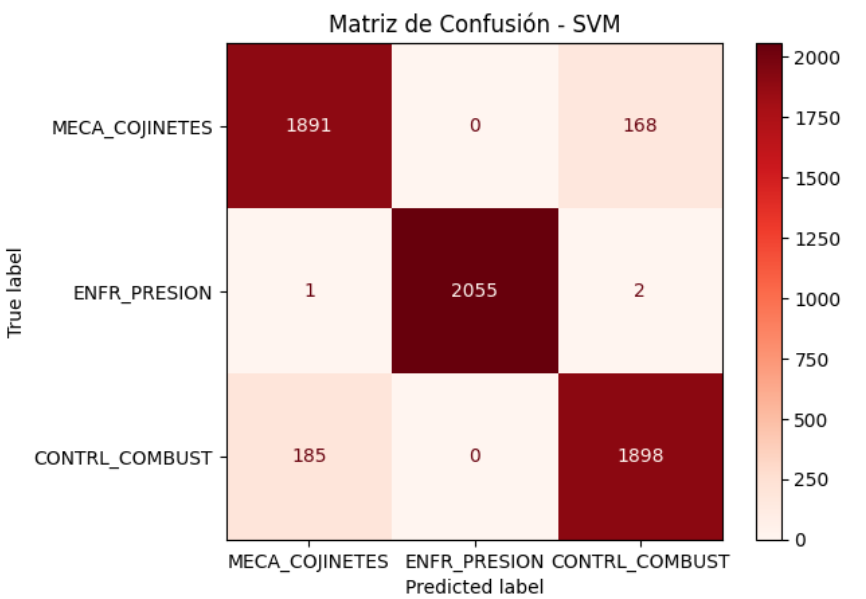 Matriz de Confusión - SVM
True label
MECA_COJINETES
1891
0
168
ENFR_PRESION
1
2055
2
CONTRL_COMBUST
185
0
1898
MECA_COJINETES
ENFR_PRESION
CONTRL_COMBUST
Predicted label
2000
1750
1500
1250
1000
750
500
250
0